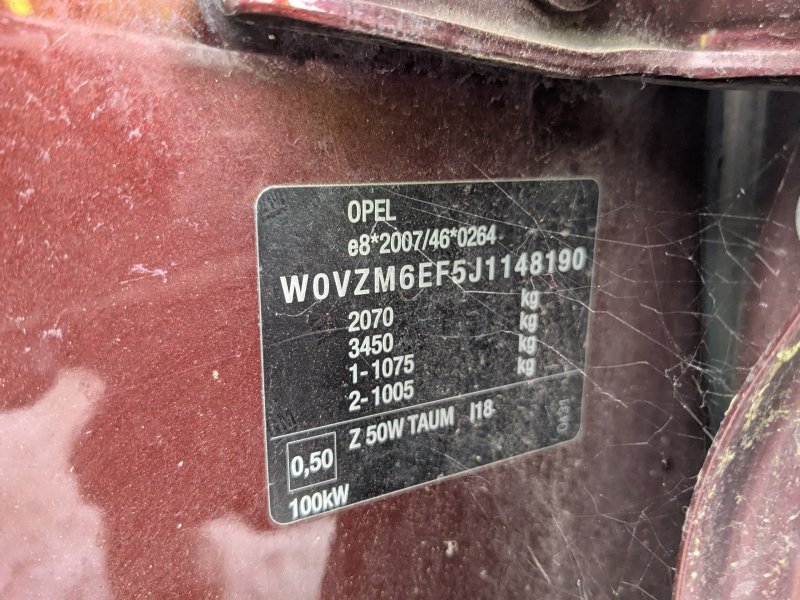 OPEL
e8*2007/46*0264
W0VZM6EF5J1148190
2070 kg
3450 kg
1-1075 kg
2-1005 kg
Z 50W TAUM I18
0,50
100kW